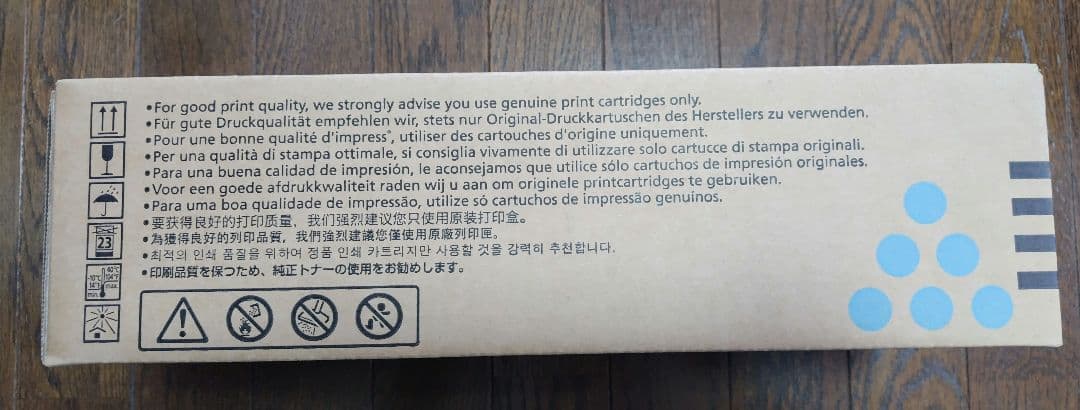 •For good print quality, we strongly advise you use genuine print cartridges only.
•Für gute Druckqualität empfehlen wir, stets nur Original-Druckkartuschen des Herstellers zu verwenden.
•Pour une bonne qualité d'impress°, utiliser des cartouches d'origine uniquement.
•Per una qualità di stampa ottimale, si consiglia vivamente di utilizzare solo cartucce di stampa originali.
•Para una buena calidad de impresión, le aconsejamos que utilice sólo cartuchos de impresión originales.
•Voor een goede afdrukkwaliteit raden wij u aan om originele printcartridges te gebruiken.
•Para uma boa qualidade de impressão, utilize só cartuchos de impressão genuinos.
•要获得良好的打印质量，我们强烈建议您只使用原装打印盒。
•為獲得良好的列印品質，我們強烈建議您僅使用原廠列印匣。
•최적의 인쇄 품질을 위하여 정품 인쇄 카트리지만 사용할 것을 강력히 추천합니다.
•印刷品質を保つため、純正トナーの使用をお勧めします。
23
60°C
-10°C 104°F
14°F
min. max.